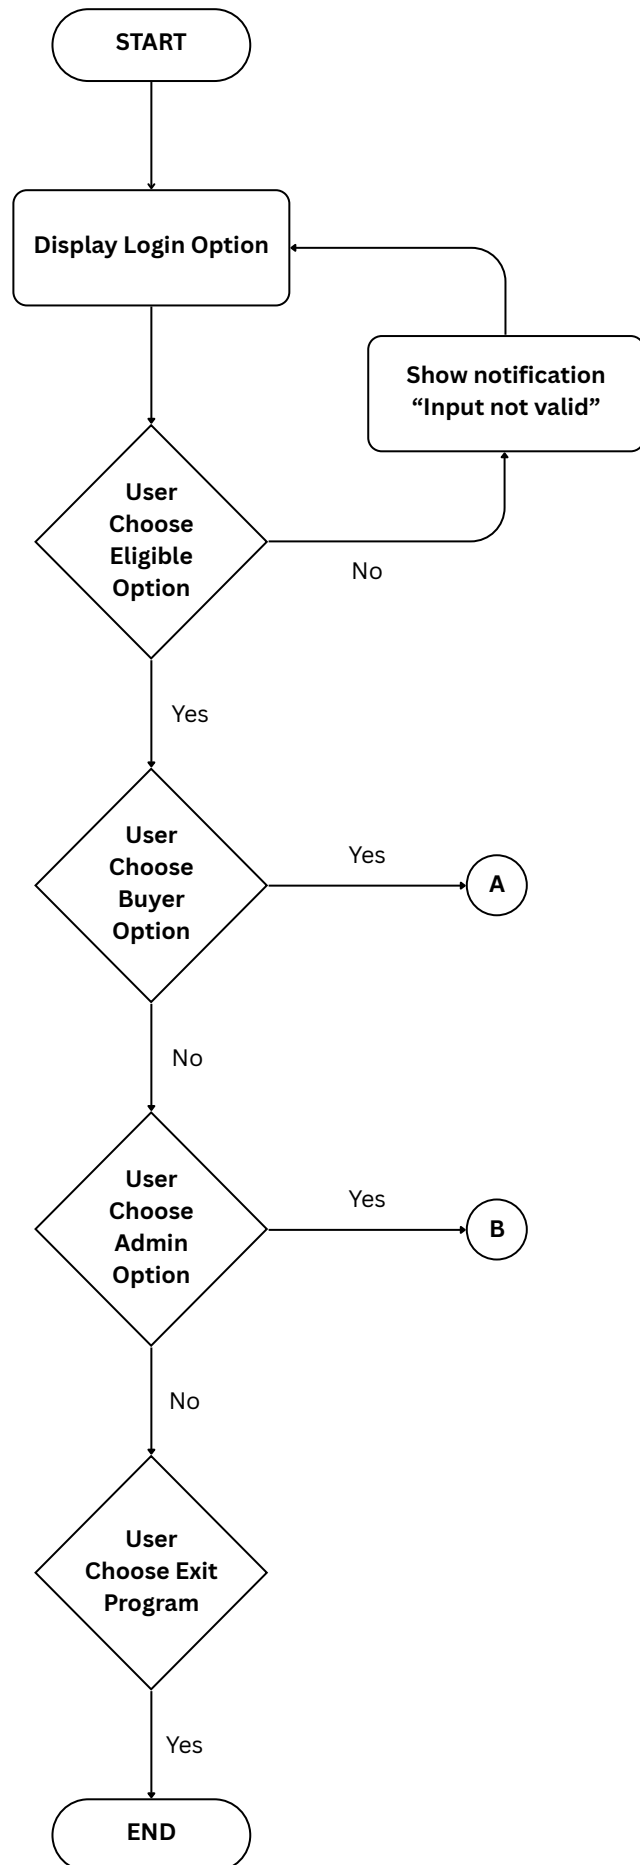 START
Display Login Option
Show notification
“Input not valid”
User
Choose
Eligible
Option
No
Yes
User
Choose
Buyer
Option
Yes
A
No
User
Choose
Admin
Option
Yes
B
No
User
Choose Exit
Program
Yes
END